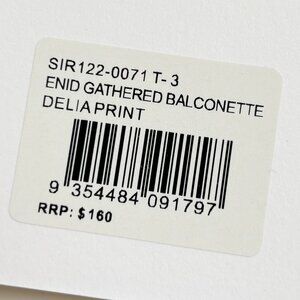 SIR122-0071 T- 3
ENID GATHERED BALCONETTE
DELIA PRINT
9 354484 091797
RRP: $160